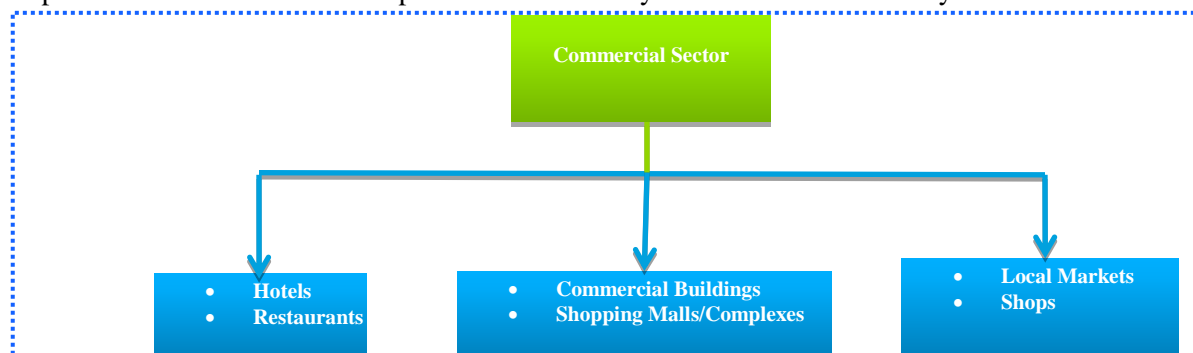 Commercial Sector
• Hotels
• Restaurants
• Commercial Buildings
• Shopping Malls/Complexes
• Local Markets
• Shops